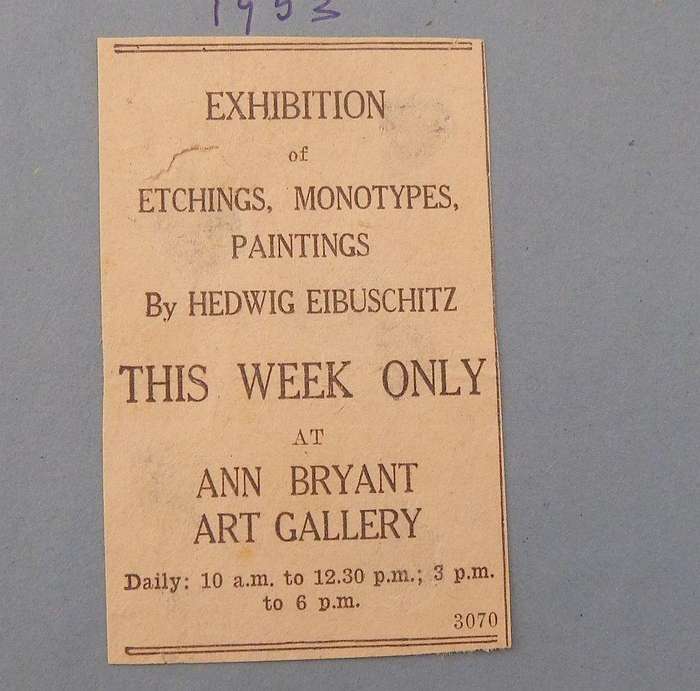 1953
EXHIBITION
of
ETCHINGS, MONOTYPES,
PAINTINGS
By HEDWIG EIBUSCHITZ
THIS WEEK ONLY
AT
ANN BRYANT
ART GALLERY
Daily: 10 a.m. to 12.30 p.m.; 3 p.m.
to 6 p.m.
3070